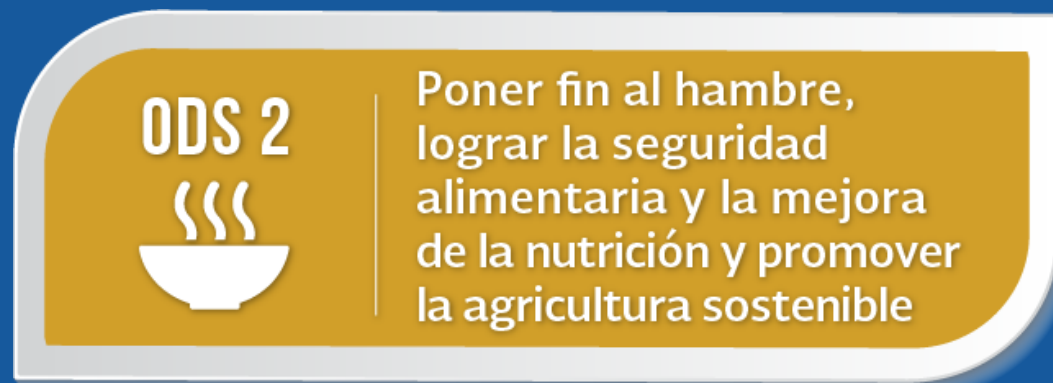 ODS 2
Poner fin al hambre,
lograr la seguridad
alimentaria y la mejora
de la nutrición y promover
la agricultura sostenible